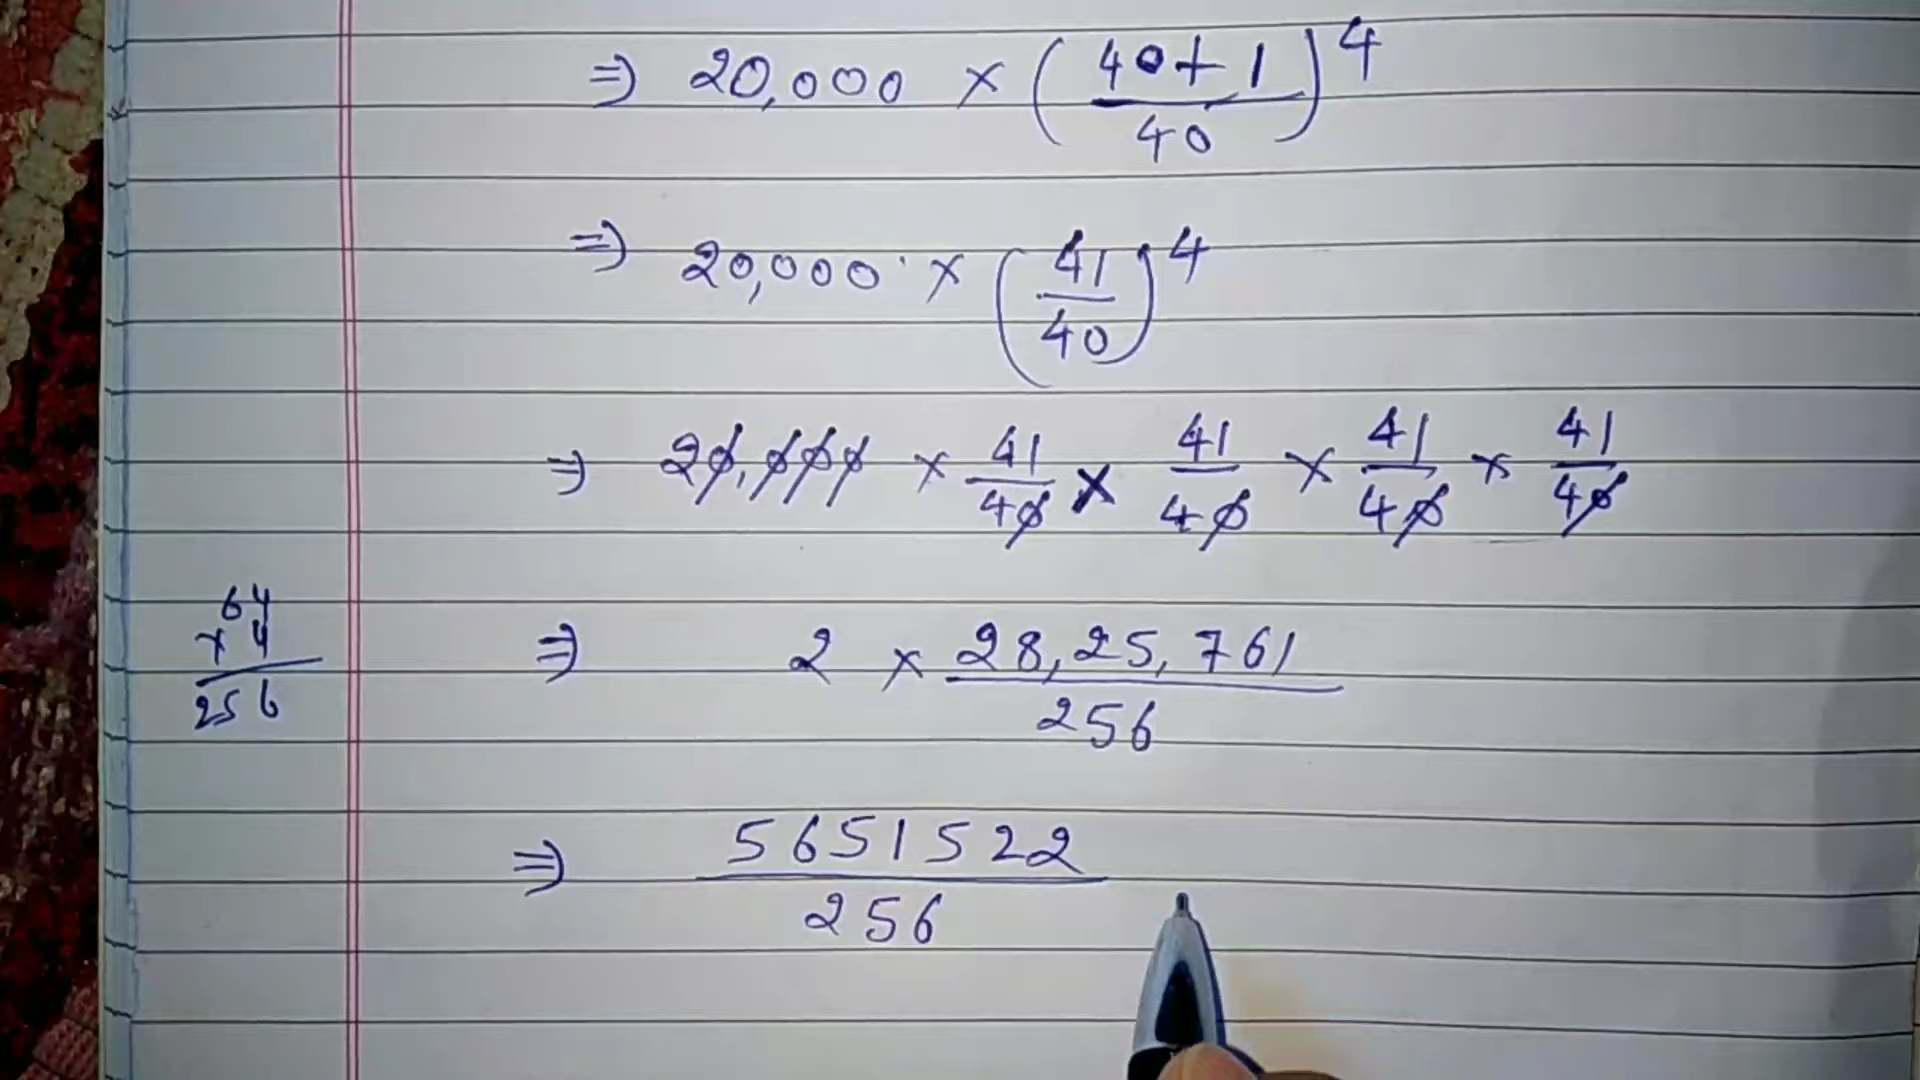 ⇒ 20,000 × (40+1/40)^4
⇒ 20,000 × (41/40)^4
⇒ 20,000 × 41/40 × 41/40 × 41/40 × 41/40
64
× 4
256
⇒ 2 × 28,25,761/256
⇒ 5651522/256